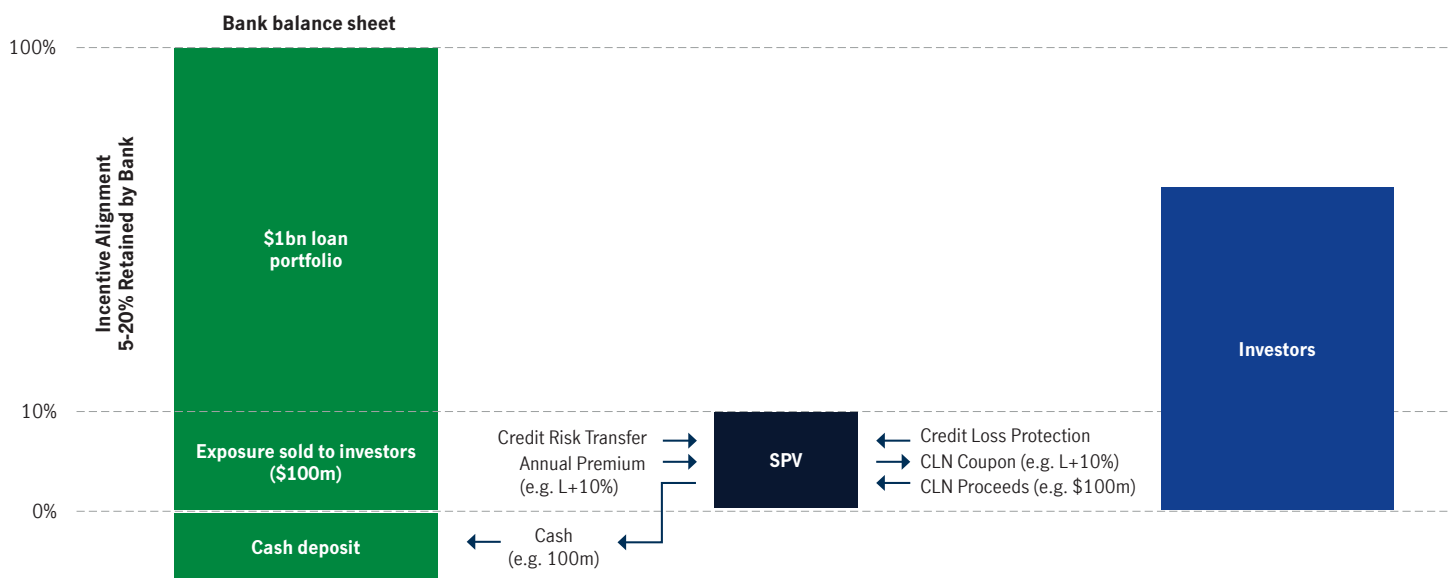 Bank balance sheet
100%
Incentive Alignment
5-20% Retained by Bank
$1bn loan
portfolio
Investors
10%
Exposure sold to investors
($100m)
Credit Risk Transfer
Annual Premium
(e.g. L+10%)
SPV
Credit Loss Protection
CLN Coupon (e.g. L+10%)
CLN Proceeds (e.g. $100m)
0%
Cash deposit
Cash
(e.g. 100m)